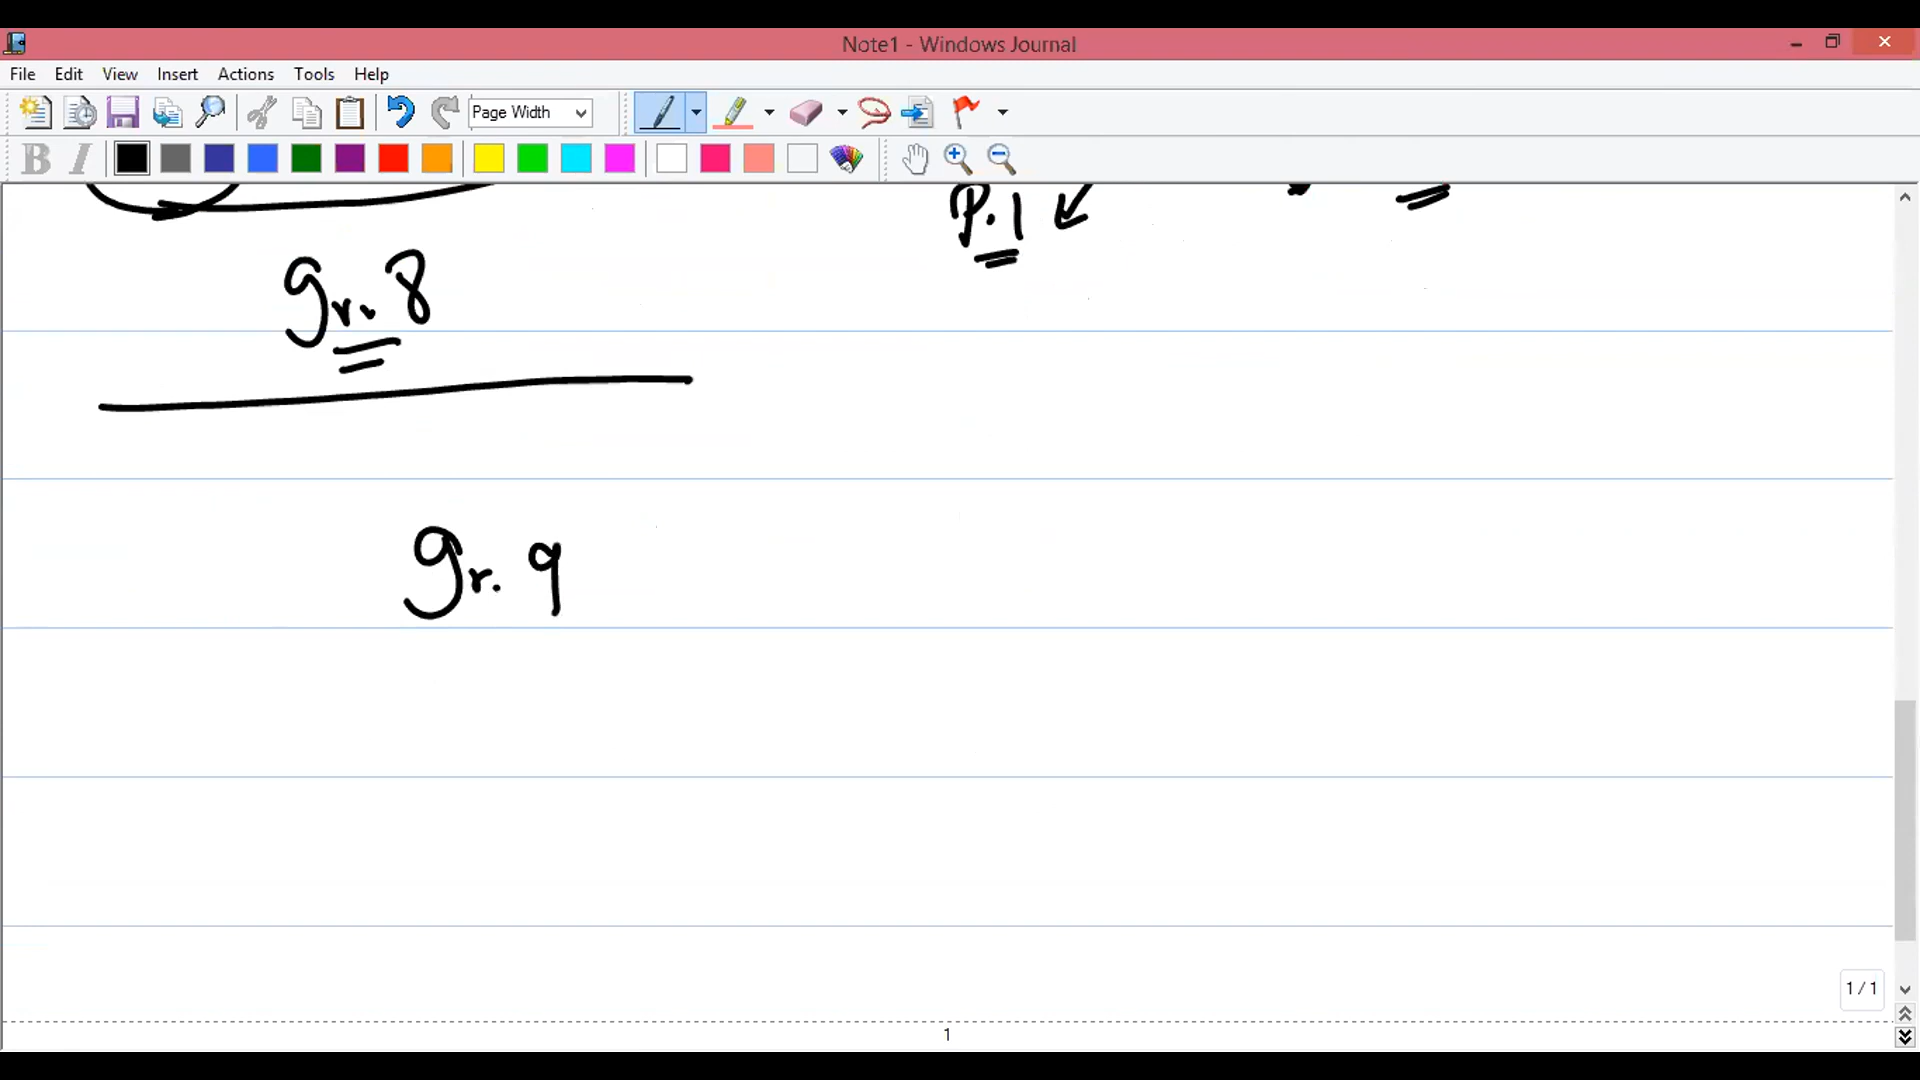 Note1 - Windows Journal
File Edit View Insert Actions Tools Help
Page Width
B I
P.1
gr. 8
gr. 9
1 / 1
1